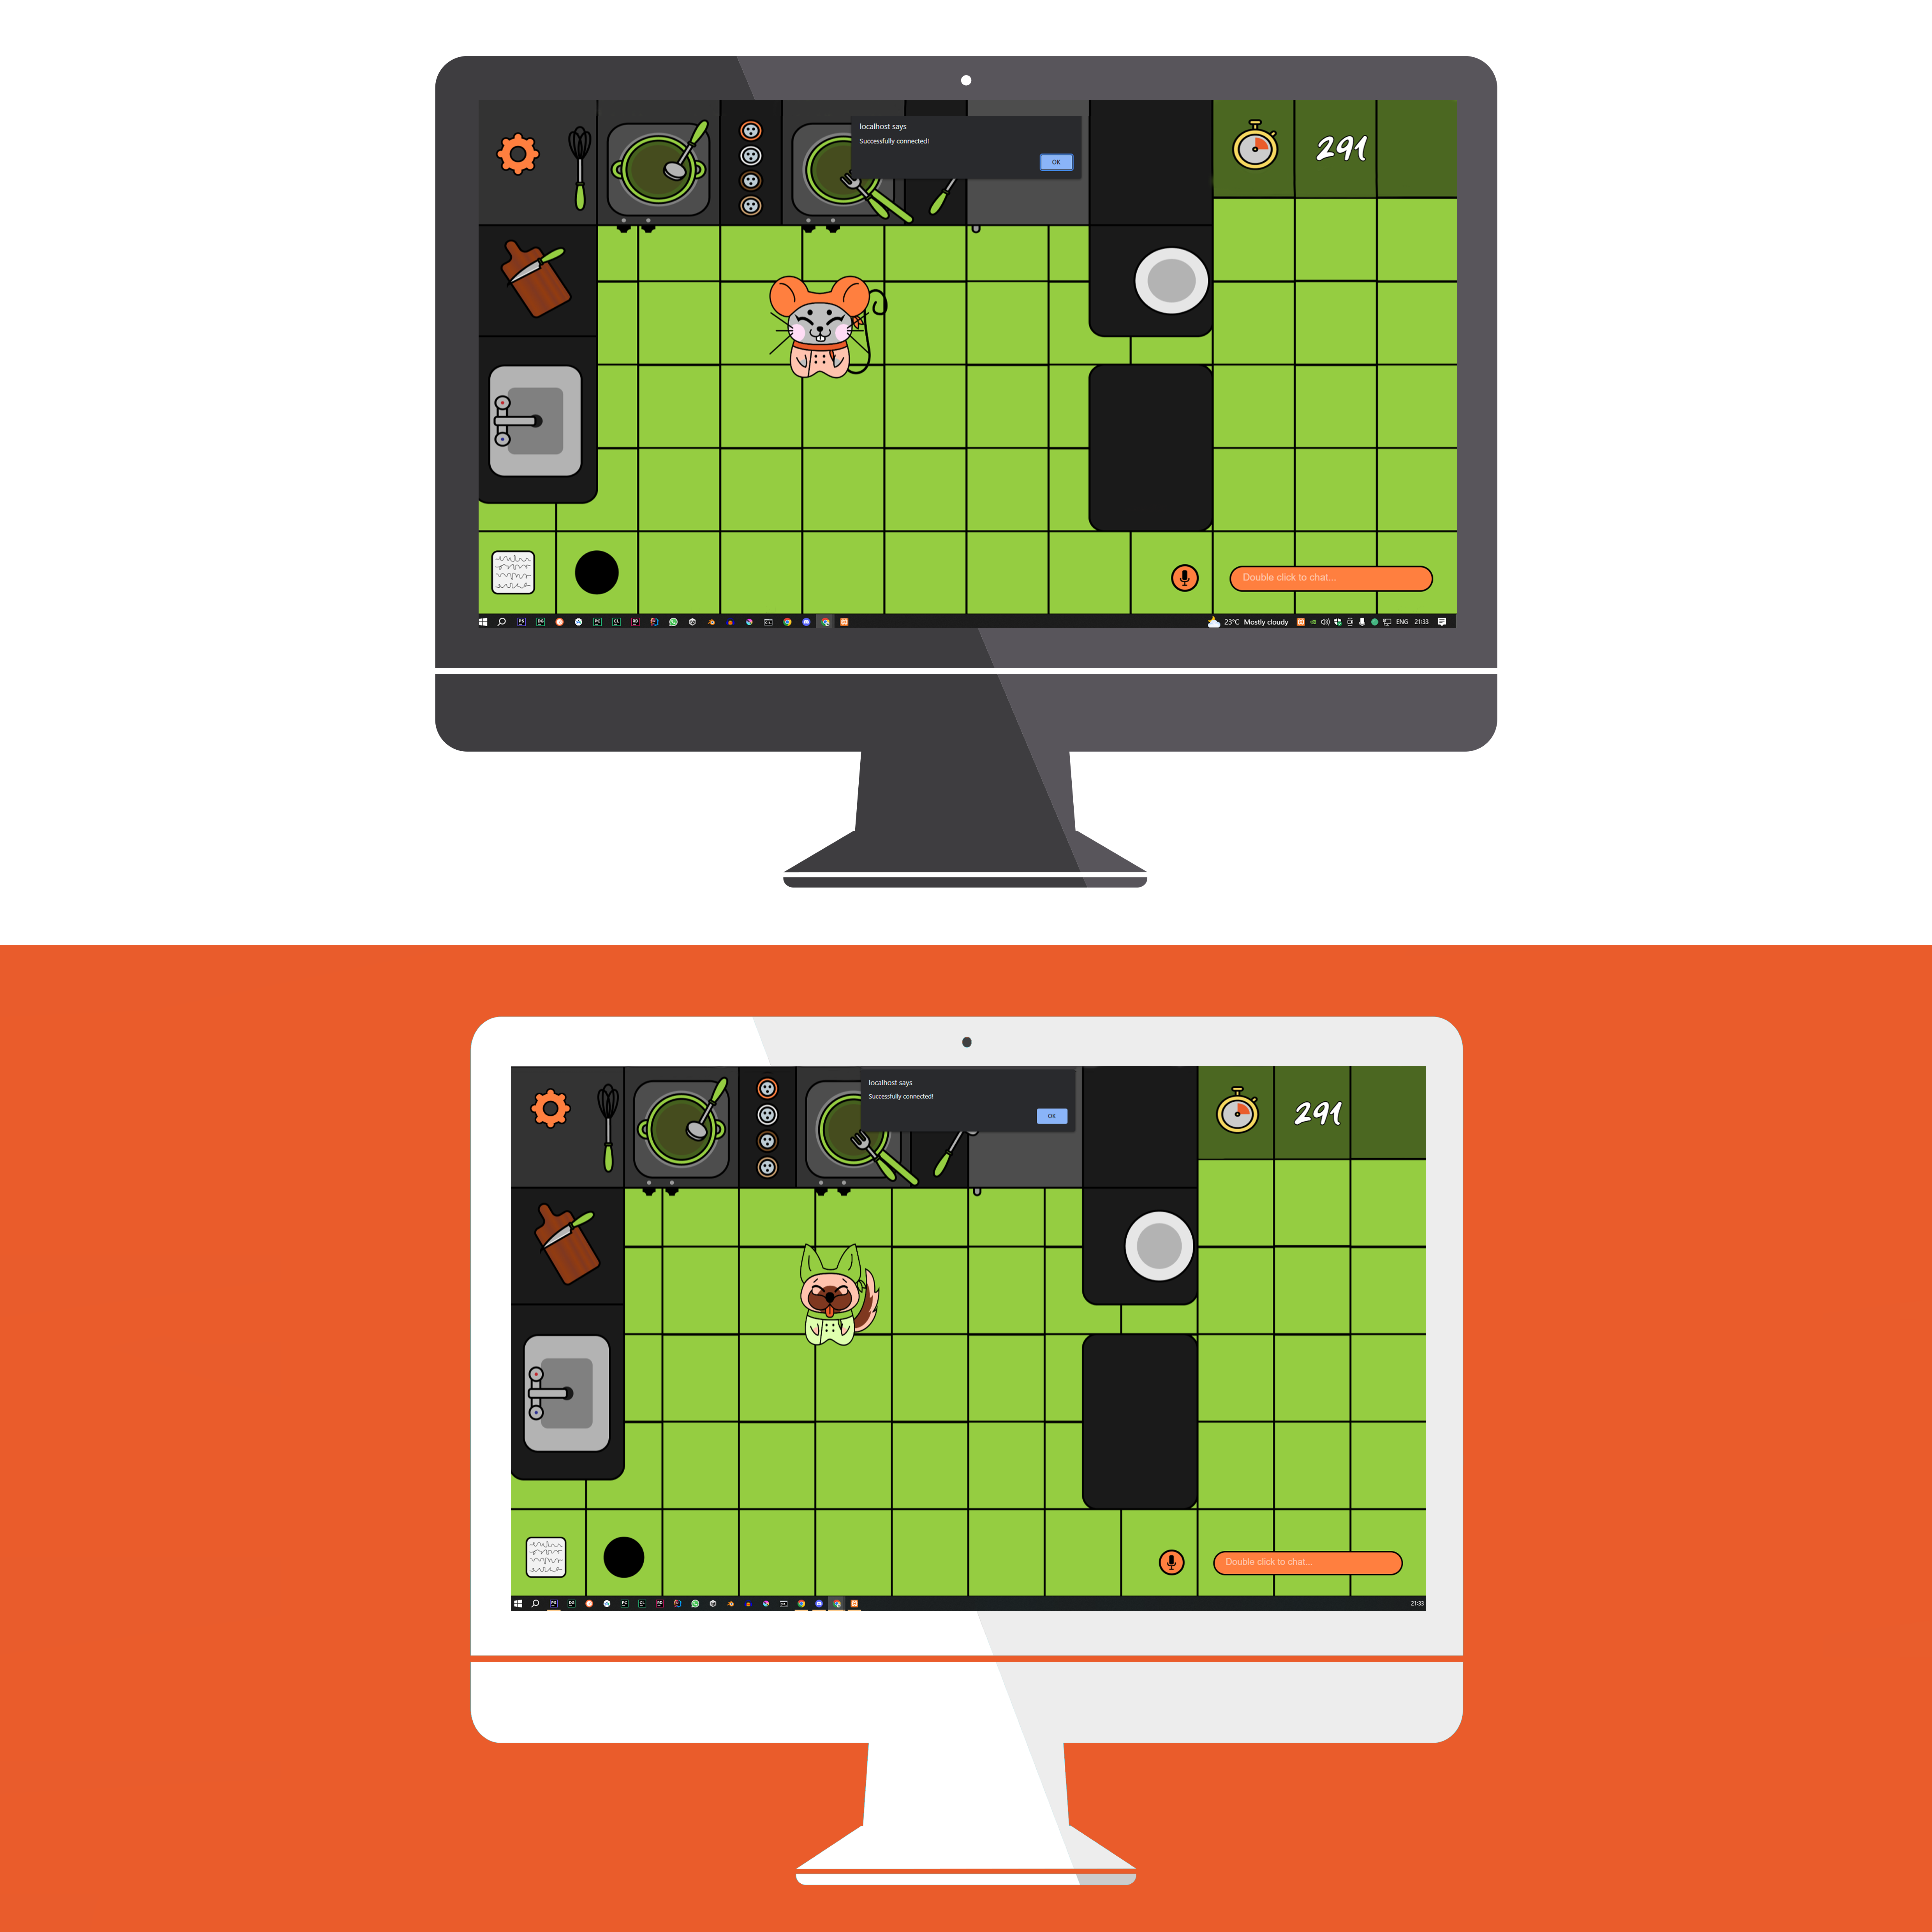 localhost says
Successfully connected!
OK
291
Double click to chat...
23°C Mostly cloudy
ENG
21:33
localhost says
Successfully connected!
OK
291
Double click to chat...
21:33